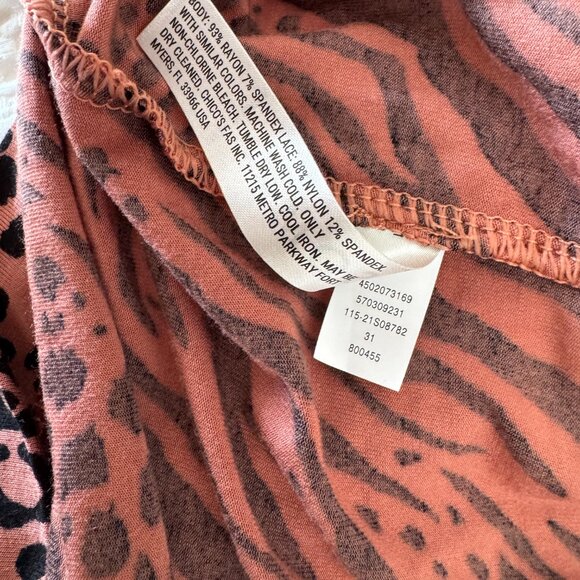 BODY: 93% RAYON 7% SPANDEX LACE: 88% NYLON 12% SPANDEX
WITH SIMILAR COLORS. MACHINE WASH COLD, ONLY
NON-CHLORINE BLEACH. TUMBLE DRY LOW. COOL IRON. MAY BE
DRY CLEANED. CHICO'S FAS INC. 11215 METRO PARKWAY FORT
MYERS, FL 33966 USA
4502073169
570309231
115-21S08782
31
800455